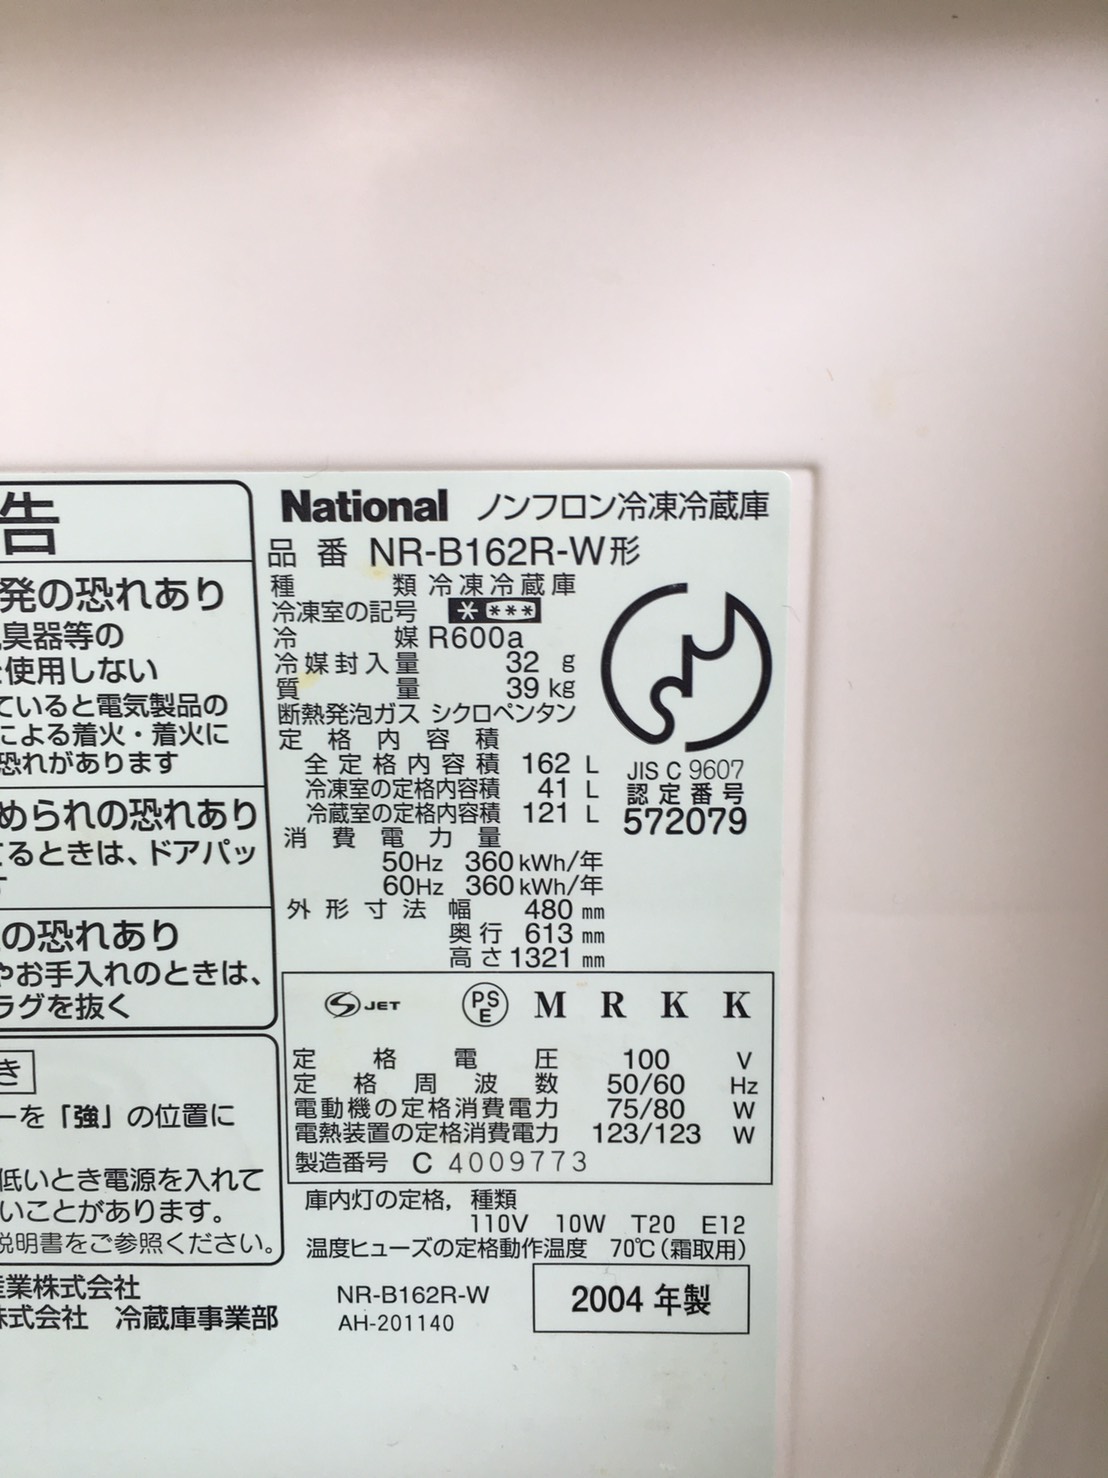 告
発の恐れあり
臭器等の
使用しない
ていると電気製品の
による着火・着火に
恐れがあります
められの恐れあり
るときは、ドアパッ
の恐れあり
やお手入れのときは、
ラグを抜く
き
ーを「強」の位置に
低いとき電源を入れて
いことがあります。
説明書をご参照ください。
産業株式会社
株式会社 冷蔵庫事業部
National ノンフロン冷凍冷蔵庫
品番 NR-B162R-W形
種類 冷凍冷蔵庫
冷凍室の記号 * ***
冷媒 R600a
冷媒封入量 32 g
質量 39 kg
断熱発泡ガス シクロペンタン
定格内容積
全定格内容積 162 L
冷凍室の定格内容積 41 L
冷蔵室の定格内容積 121 L
消費電力量
50Hz 360 kWh/年
60Hz 360 kWh/年
外形寸法 幅 480 mm
奥行 613 mm
高さ 1321 mm
JIS C 9607
認定番号
572079
S JET PSE M R K K
定格電圧 100 V
定格周波数 50/60 Hz
電動機の定格消費電力 75/80 W
電熱装置の定格消費電力 123/123 W
製造番号 C 4009773
庫内灯の定格, 種類
110V 10W T20 E12
温度ヒューズの定格動作温度 70℃(霜取用)
NR-B162R-W
AH-201140
2004 年製